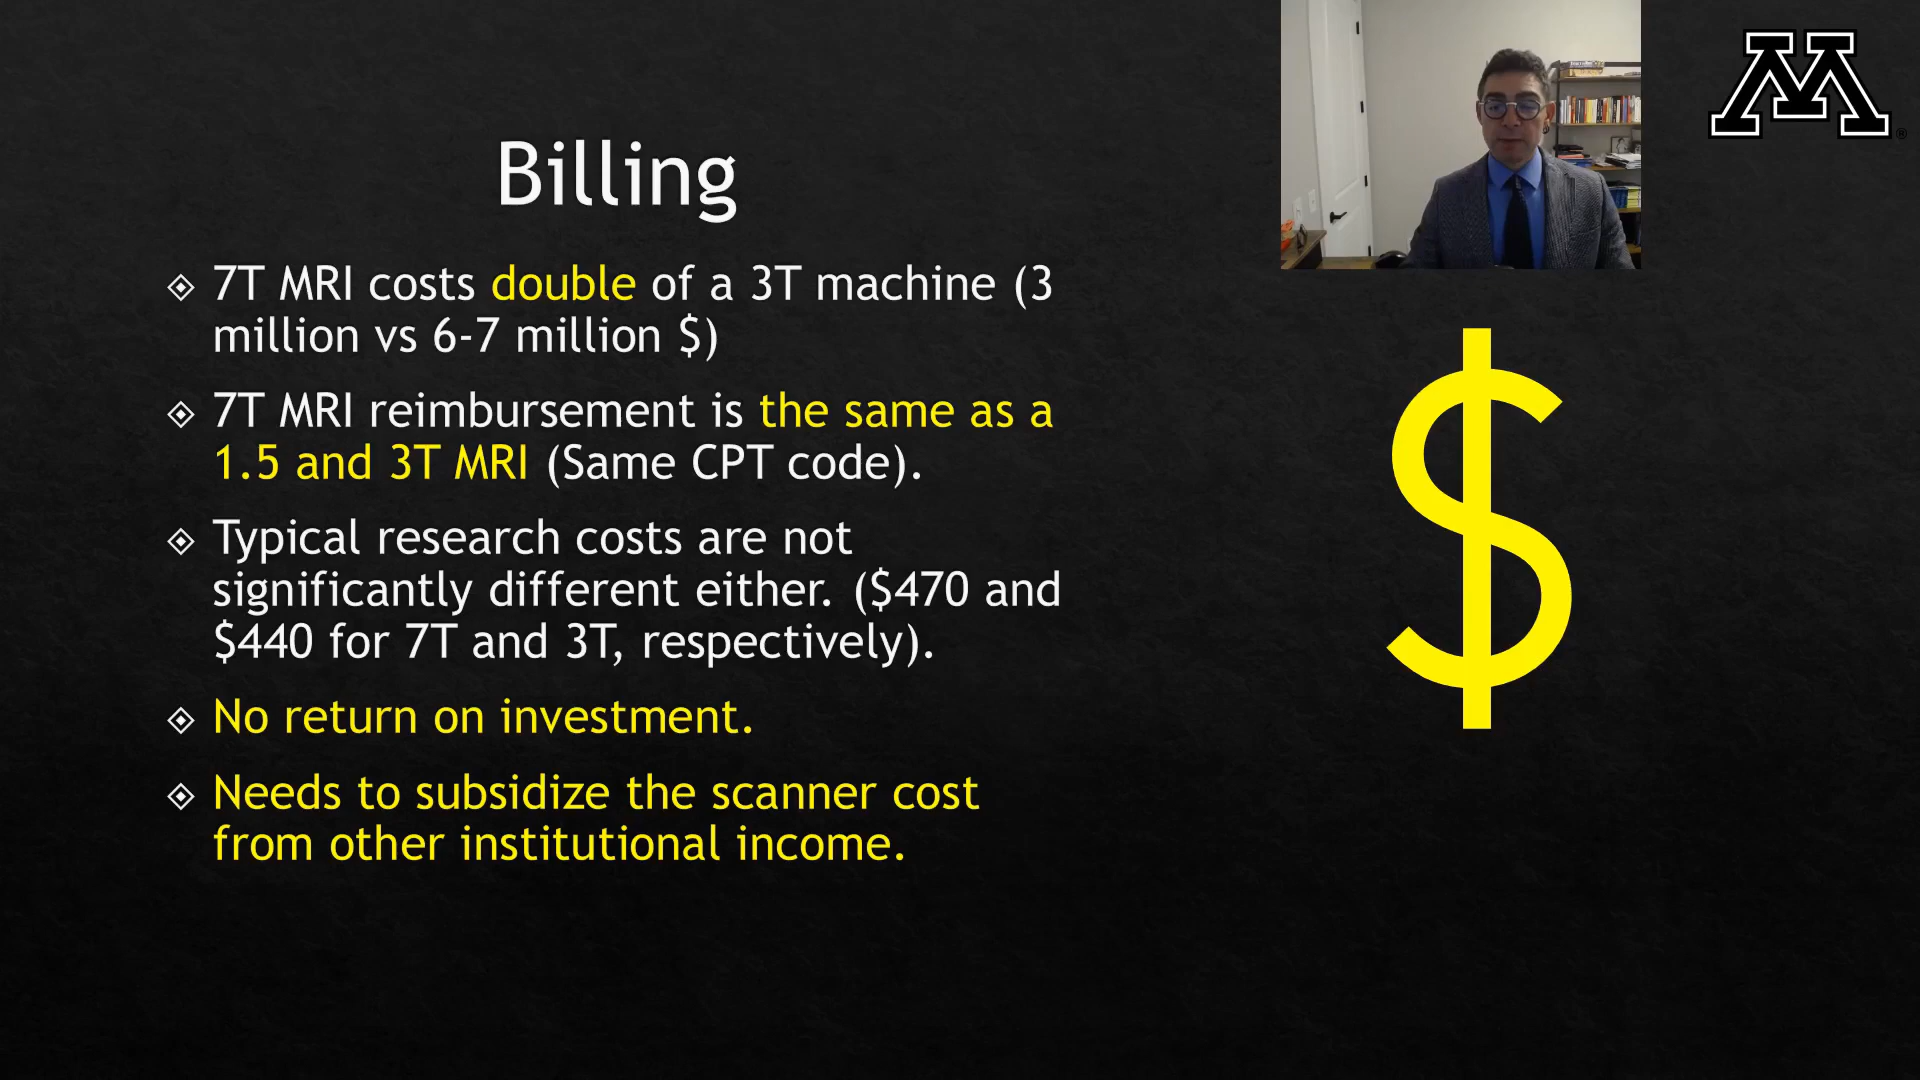 Billing
7T MRI costs double of a 3T machine (3
million vs 6-7 million $)
7T MRI reimbursement is the same as a
1.5 and 3T MRI (Same CPT code).
Typical research costs are not
significantly different either. ($470 and
$440 for 7T and 3T, respectively).
No return on investment.
Needs to subsidize the scanner cost
from other institutional income.
M
$